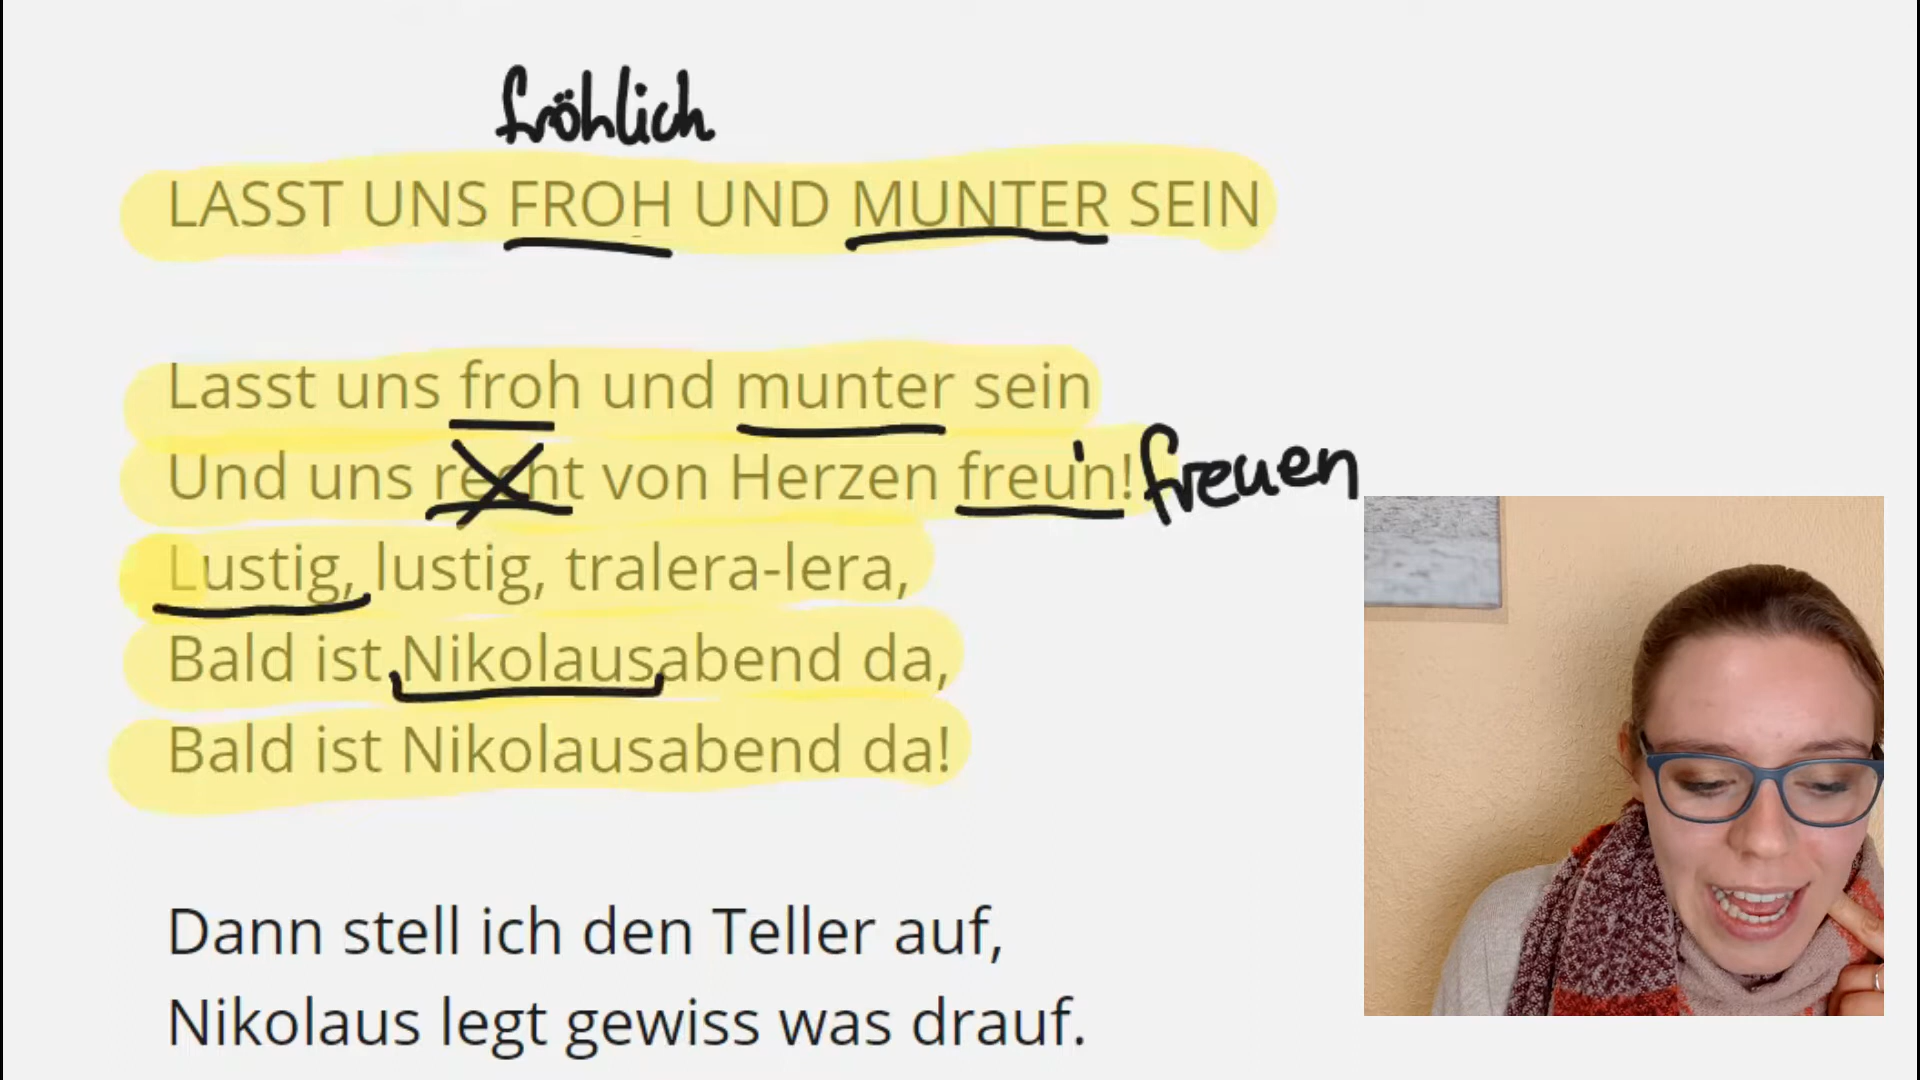 fröhlich
LASST UNS FROH UND MUNTER SEIN
Lasst uns froh und munter sein
Und uns recht von Herzen freun! freuen
Lustig, lustig, tralera-lera,
Bald ist Nikolausabend da,
Bald ist Nikolausabend da!
Dann stell ich den Teller auf,
Nikolaus legt gewiss was drauf.